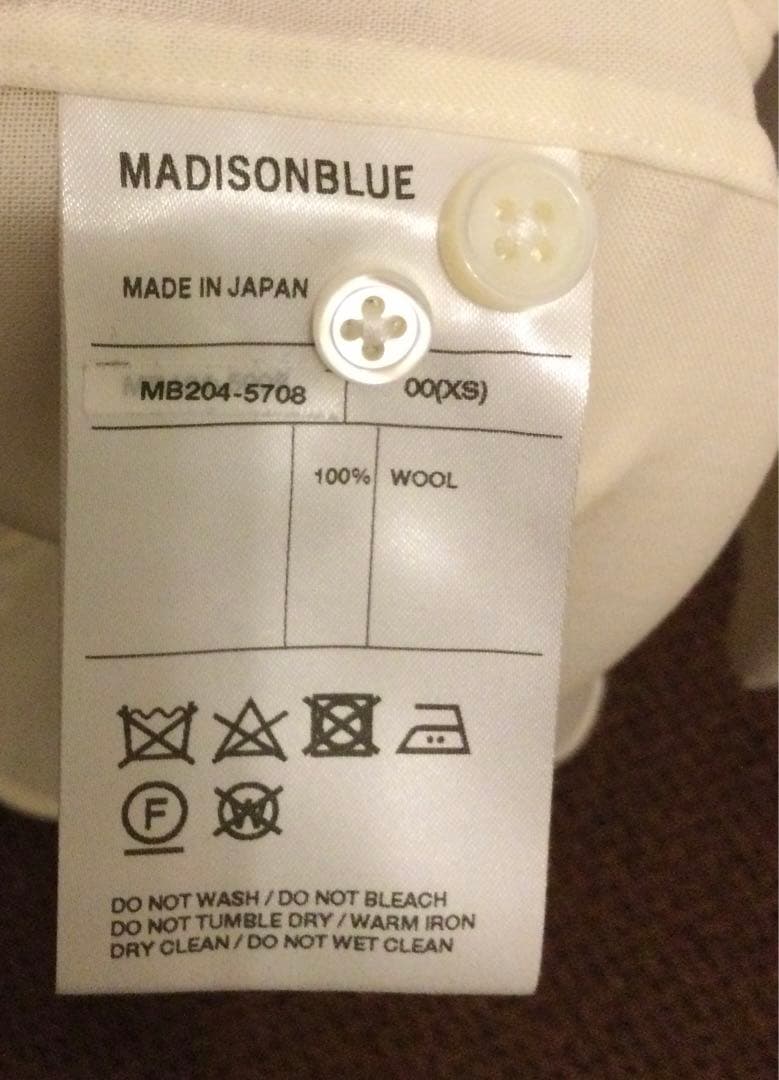 MADISONBLUE
MADE IN JAPAN
MB204-5708 00(XS)
100% WOOL
F W
DO NOT WASH / DO NOT BLEACH
DO NOT TUMBLE DRY / WARM IRON
DRY CLEAN / DO NOT WET CLEAN